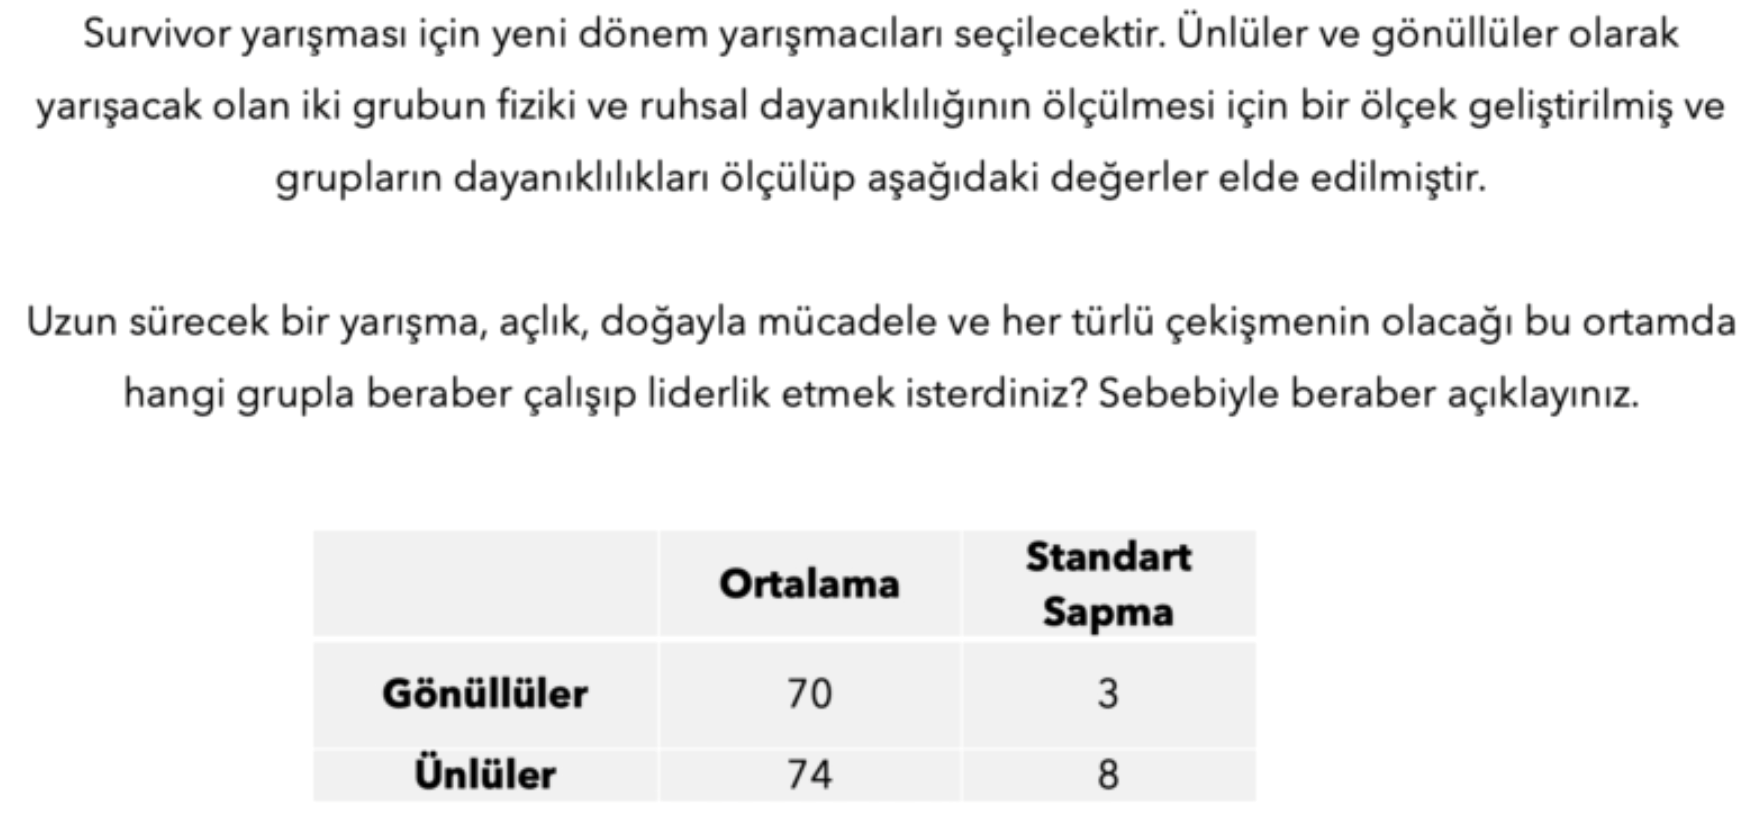 Survivor yarışması için yeni dönem yarışmacıları seçilecektir. Ünlüler ve gönüllüler olarak
yarışacak olan iki grubun fiziki ve ruhsal dayanıklılığının ölçülmesi için bir ölçek geliştirilmiş ve
grupların dayanıklılıkları ölçülüp aşağıdaki değerler elde edilmiştir.
Uzun sürecek bir yarışma, açlık, doğayla mücadele ve her türlü çekişmenin olacağı bu ortamda
hangi grupla beraber çalışıp liderlik etmek isterdiniz? Sebebiyle beraber açıklayınız.
Ortalama Standart
Sapma
Gönüllüler 70 3
Ünlüler 74 8